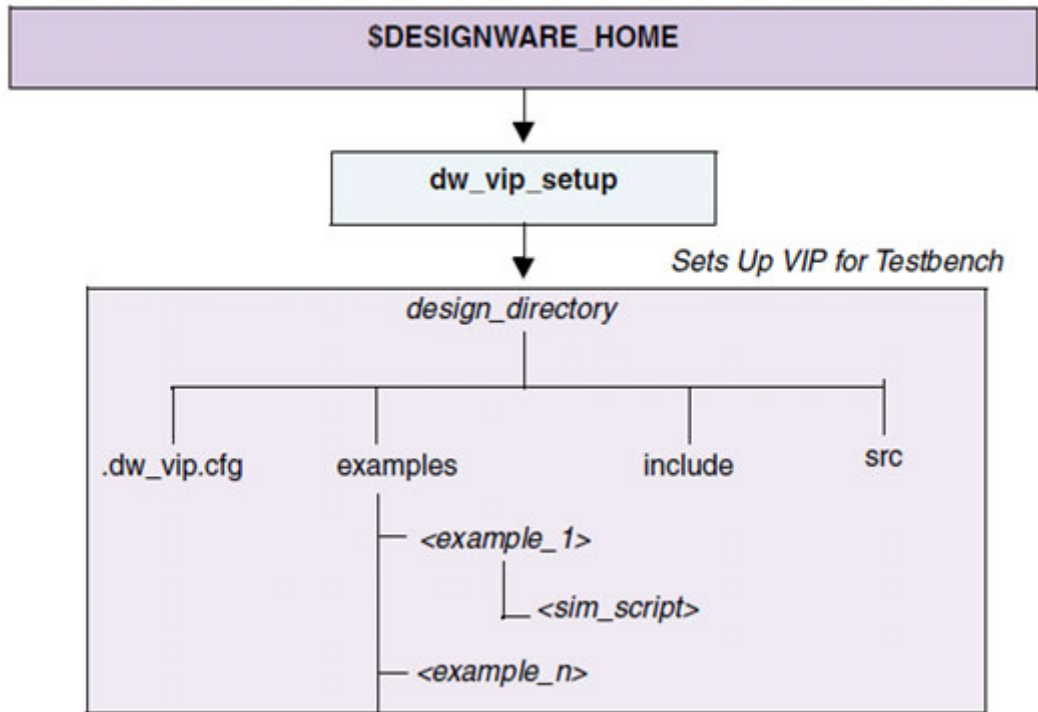 $DESIGNWARE_HOME
dw_vip_setup
Sets Up VIP for Testbench
design_directory
.dw_vip.cfg examples include src
<example_1>
<sim_script>
<example_n>